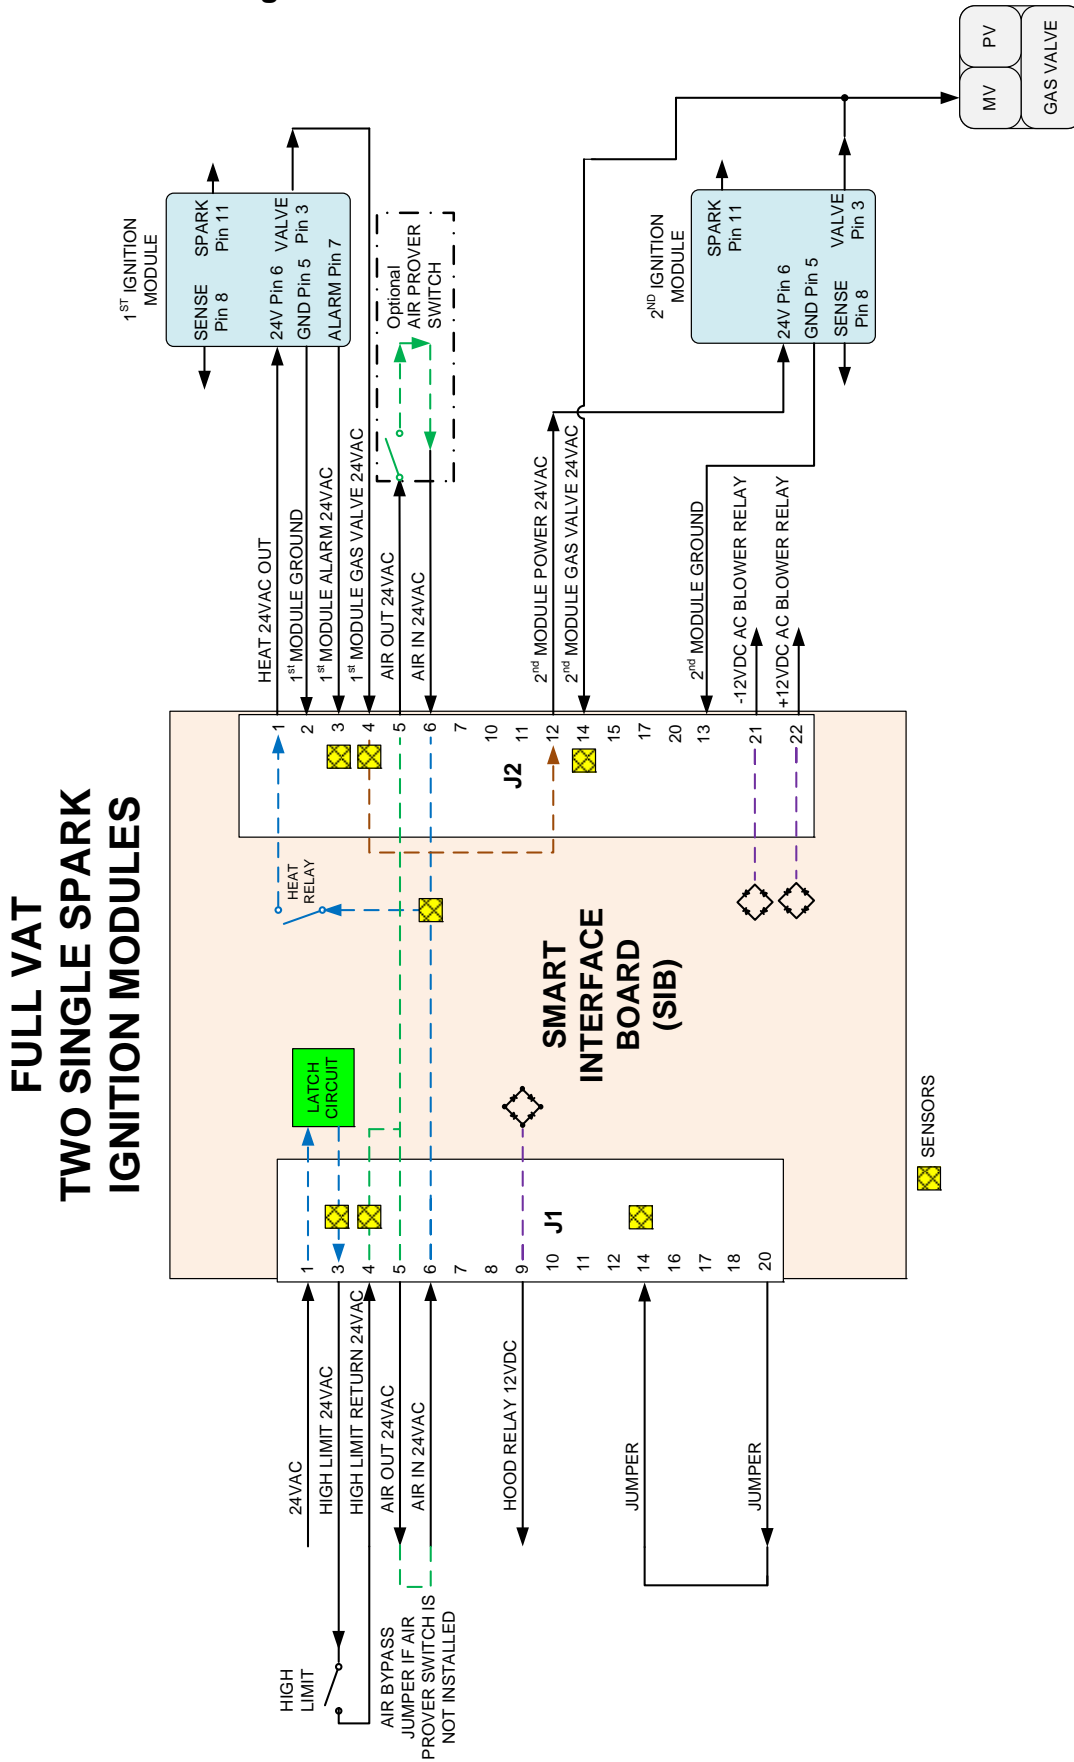 FULL VAT
TWO SINGLE SPARK
IGNITION MODULES
24VAC
HIGH LIMIT 24VAC
HIGH LIMIT RETURN 24VAC
AIR OUT 24VAC
AIR IN 24VAC
HOOD RELAY 12VDC
JUMPER
JUMPER
HIGH
LIMIT
AIR BYPASS
JUMPER IF AIR
PROVER SWITCH IS
NOT INSTALLED
1
3
4
5
6
7
8
9
10
11
12
14
16
17
18
20
J1
LATCH
CIRCUIT
HEAT
RELAY
SMART
INTERFACE
BOARD
(SIB)
SENSORS
J2
1
2
3
4
5
6
7
10
11
12
14
15
17
20
13
21
22
HEAT 24VAC OUT
1st MODULE GROUND
1st MODULE ALARM 24VAC
1st MODULE GAS VALVE 24VAC
AIR OUT 24VAC
AIR IN 24VAC
2nd MODULE POWER 24VAC
2nd MODULE GAS VALVE 24VAC
2nd MODULE GROUND
-12VDC AC BLOWER RELAY
+12VDC AC BLOWER RELAY
Optional
AIR PROVER
SWITCH
1ST IGNITION
MODULE
SENSE
Pin 8
SPARK
Pin 11
24V Pin 6
VALVE
Pin 3
GND Pin 5
ALARM Pin 7
2ND IGNITION
MODULE
SPARK
Pin 11
24V Pin 6
GND Pin 5
SENSE
Pin 8
VALVE
Pin 3
MV
PV
GAS VALVE